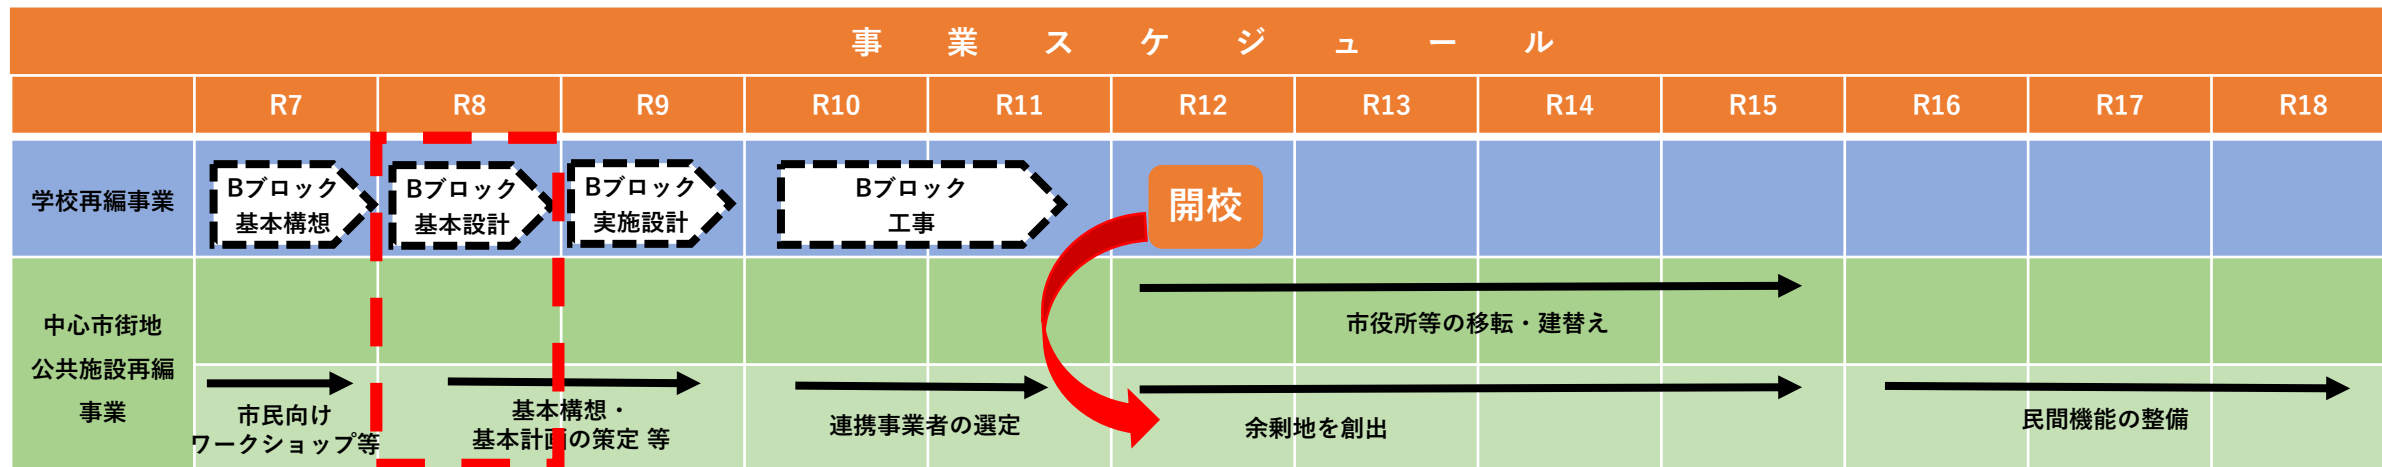 事業スケジュール
R7 R8 R9 R10 R11 R12 R13 R14 R15 R16 R17 R18
学校再編事業
Bブロック
基本構想
Bブロック
基本設計
Bブロック
実施設計
Bブロック
工事
開校
中心市街地
公共施設再編
事業
市役所等の移転・建替え
市民向け
ワークショップ等
基本構想・
基本計画の策定 等
連携事業者の選定
余剰地を創出
民間機能の整備